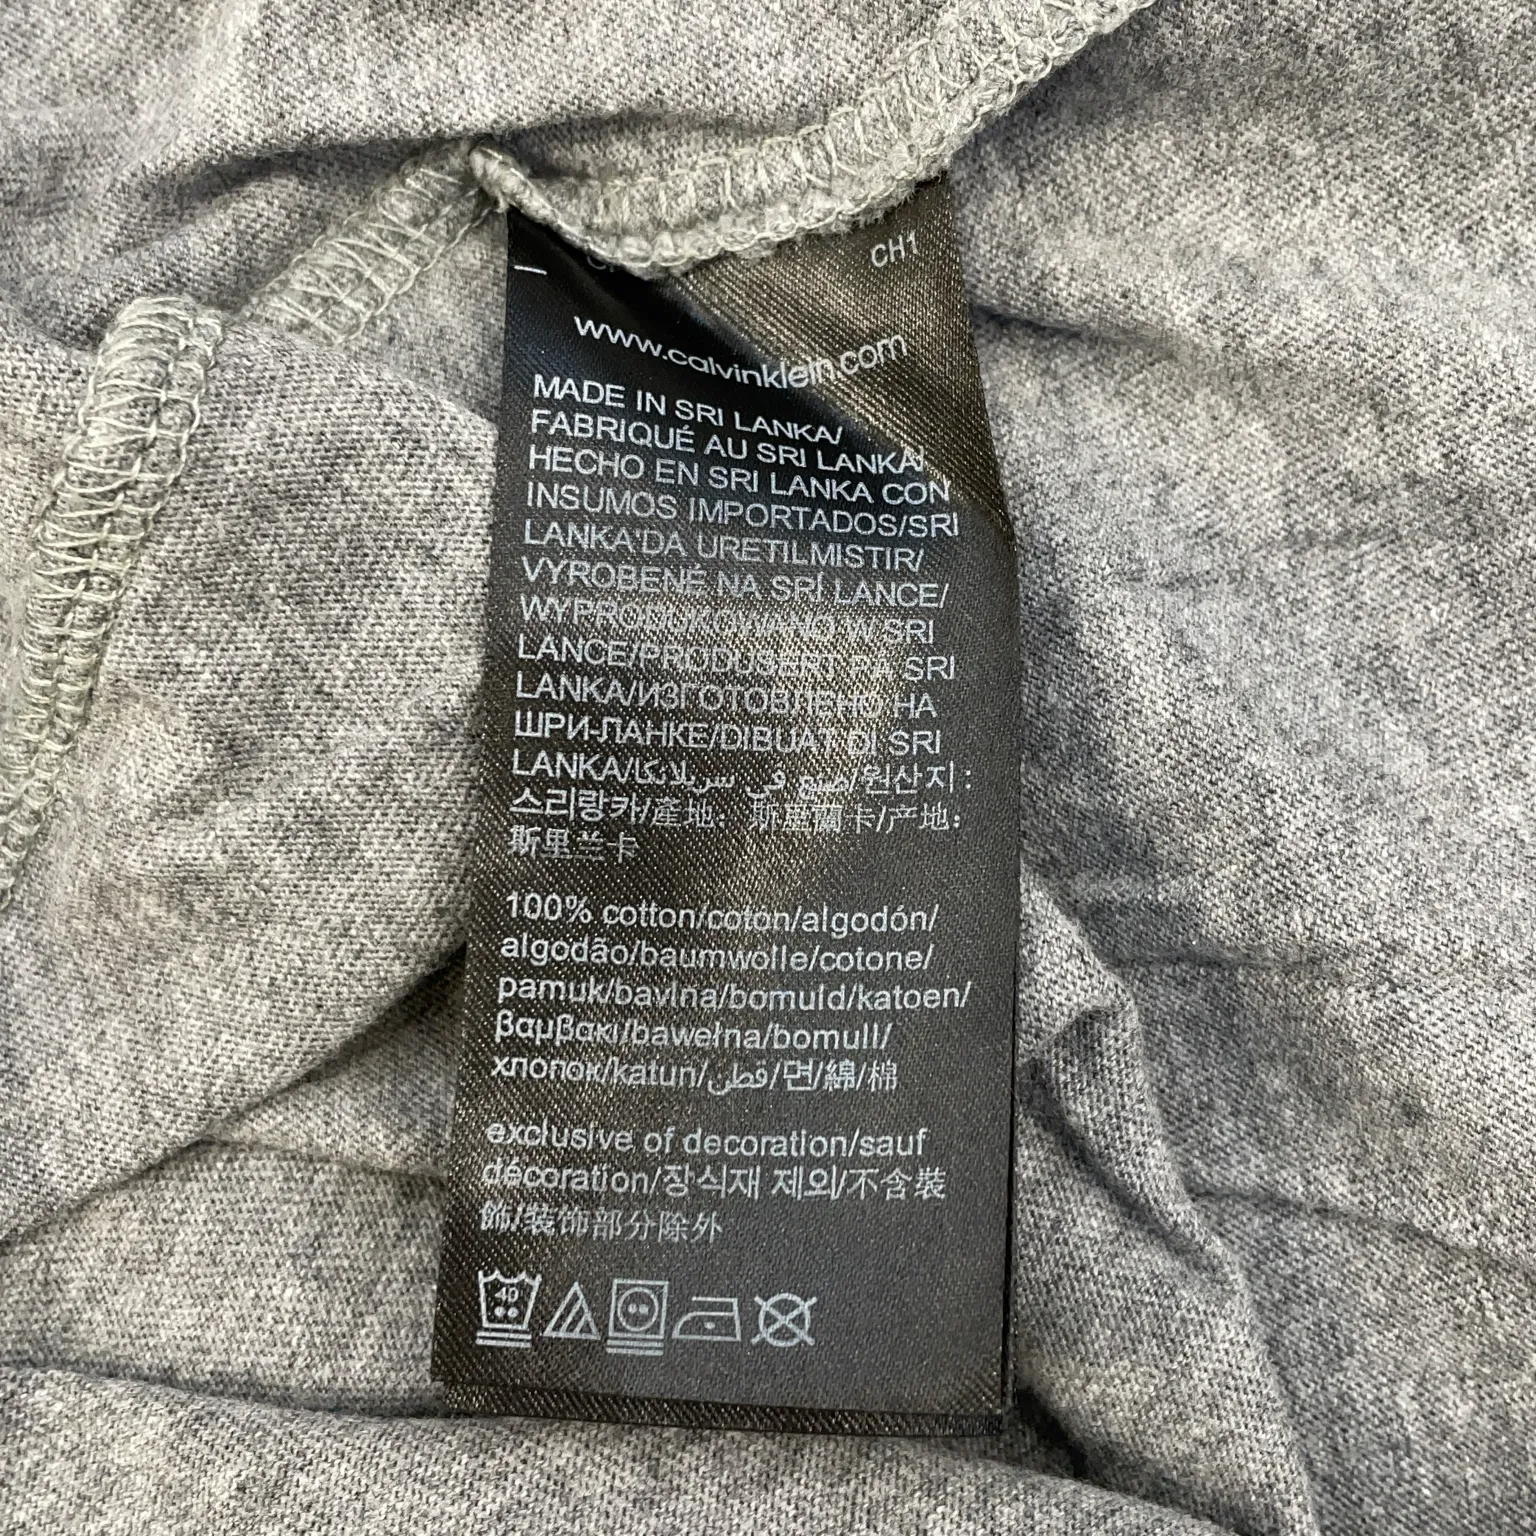 CH1
www.calvinklein.com
MADE IN SRI LANKA/
FABRIQUÉ AU SRI LANKA/
HECHO EN SRI LANKA CON
INSUMOS IMPORTADOS/SRI
LANKA'DA URETILMISTIR/
VYROBENÉ NA SRÍ LANCE/
WYPRODUKOWANO W SRI
LANCE/PRODUSERT PÅ SRI
LANKA/ИЗГОТОВЛЕНО НА
ШРИ-ЛАНКЕ/DIBUAT DI SRI
LANKA/صنع في سريلانكا/원산지 :
스리랑카/產地: 斯里蘭卡/产地:
斯里兰卡
100% cotton/coton/algodón/
algodão/baumwolle/cotone/
pamuk/bavlna/bomuld/katoen/
βαμβακι/bawełna/bomull/
хлопок/katun/قطن/면/綿/棉
exclusive of decoration/sauf
décoration/장식재 제외/不含裝
飾/装饰部分除外
40